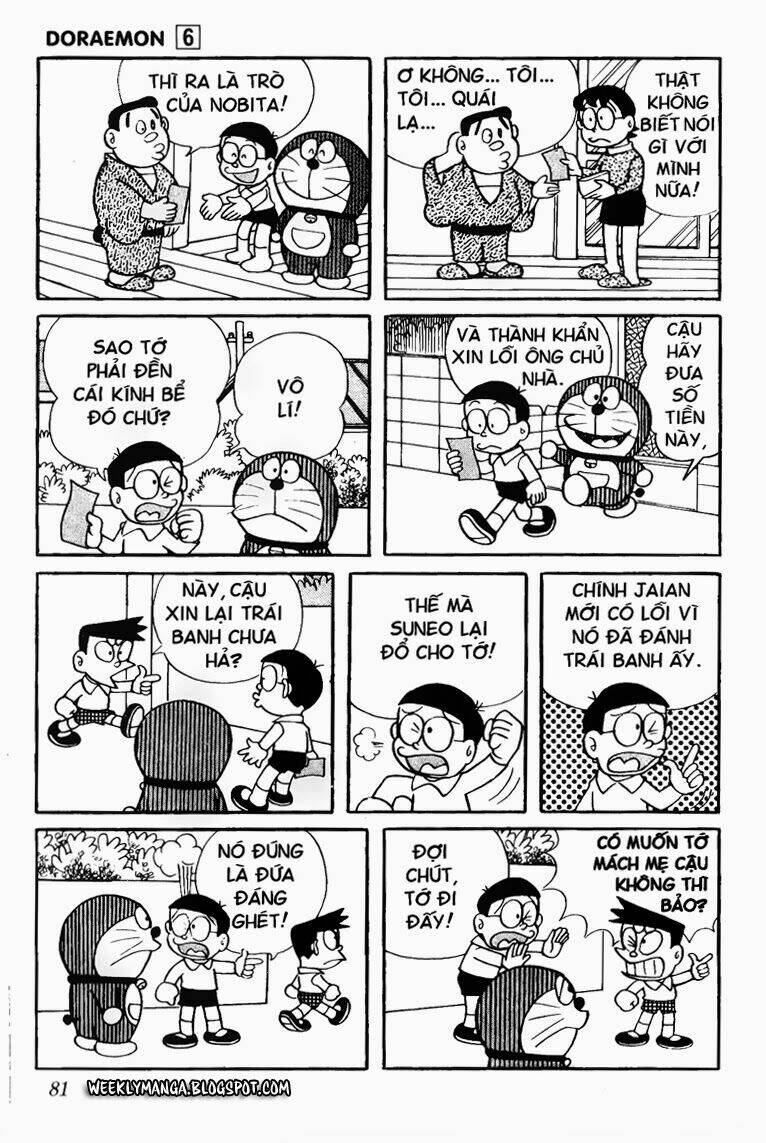 DORAEMON 6
THÌ RA LÀ TRÒ
CỦA NOBITA!
Ơ KHÔNG... TÔI...
TÔI... QUÁI
LẠ...
THẬT
KHÔNG
BIẾT NÓI
GÌ VỚI
MÌNH
NỮA!
SAO TỚ
PHẢI ĐỀN
CÁI KÍNH BỂ
ĐÓ CHỨ?
VÔ
LÍ!
CẬU
HÃY
ĐƯA
SỐ
TIỀN
NÀY,
VÀ THÀNH KHẨN
XIN LỖI ÔNG CHỦ
NHÀ.
NÀY, CẬU
XIN LẠI TRÁI
BANH CHƯA
HẢ?
THẾ MÀ
SUNEO LẠI
ĐỔ CHO TỚ!
CHÍNH JAIAN
MỚI CÓ LỖI VÌ
NÓ ĐÃ ĐÁNH
TRÁI BANH ẤY.
NÓ ĐÚNG
LÀ ĐỨA
ĐÁNG
GHÉT!
ĐỢI
CHÚT,
TỚ ĐI
ĐẤY!
CÓ MUỐN TỚ
MÁCH MẸ CẬU
KHÔNG THÌ
BẢO?
81
WEEKLYMANGA.BLOGSPOT.COM